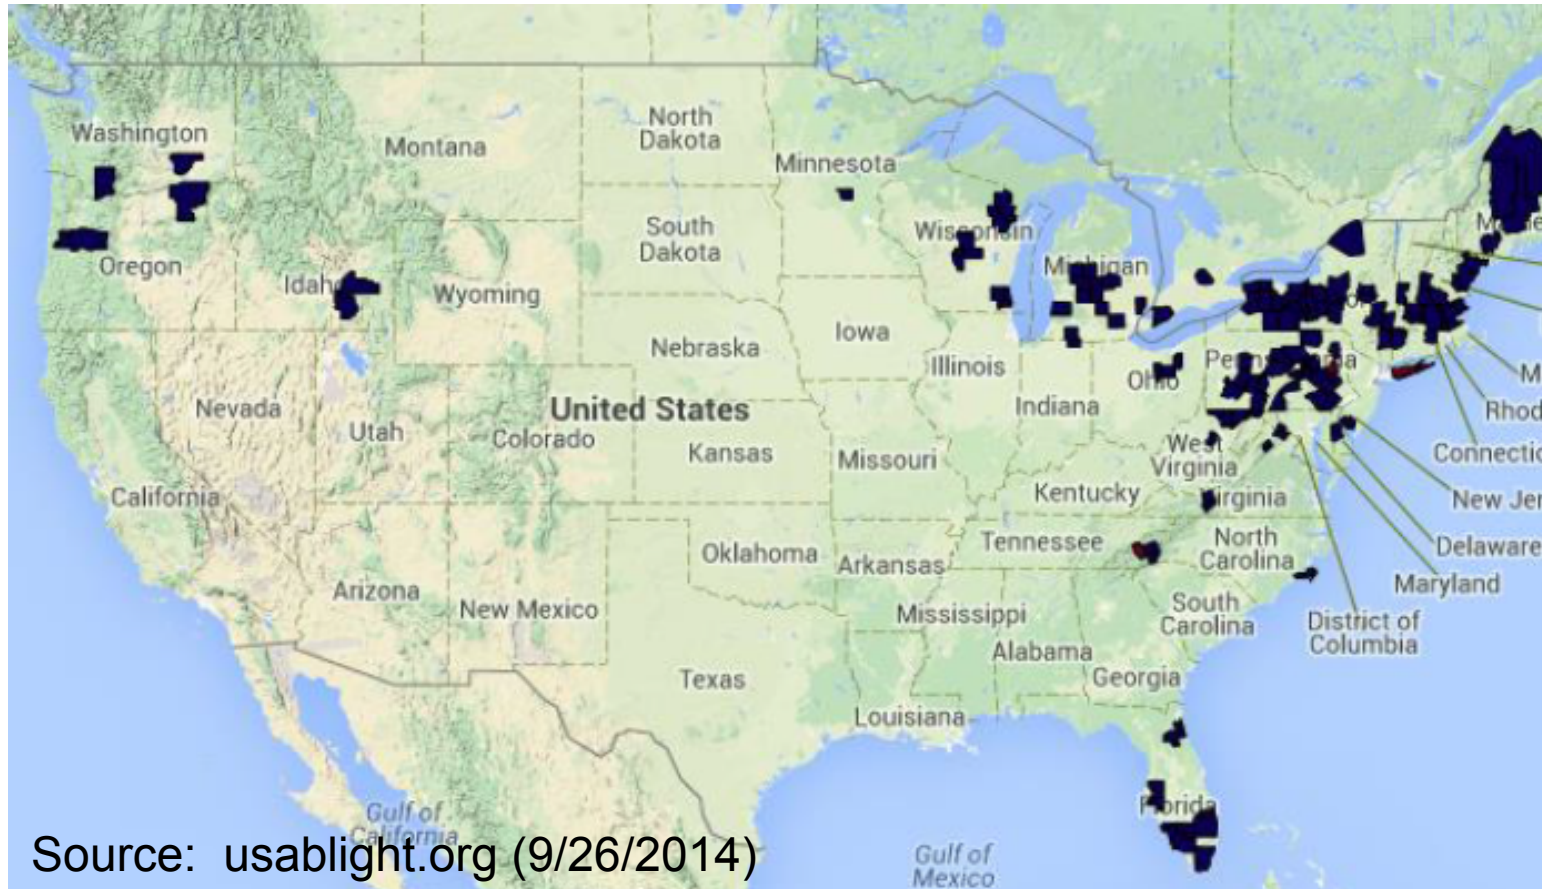 Washington
Montana
North
Dakota
Minnesota
South
Dakota
Wisconsin
Michigan
Oregon
Idaho
Wyoming
Iowa
Nebraska
Illinois
Ohio
Pennsylvania
M
Rhod
Nevada
United States
Indiana
Utah
Colorado
Kansas
Missouri
West
Virginia
Connectic
California
Kentucky
Virginia
New Jer
Oklahoma
Arkansas
Tennessee
North
Carolina
Delaware
Maryland
Arizona
New Mexico
Mississippi
South
Carolina
District of
Columbia
Alabama
Texas
Georgia
Louisiana
Florida
Gulf of
California
Gulf of
Mexico
Source: usablight.org (9/26/2014)